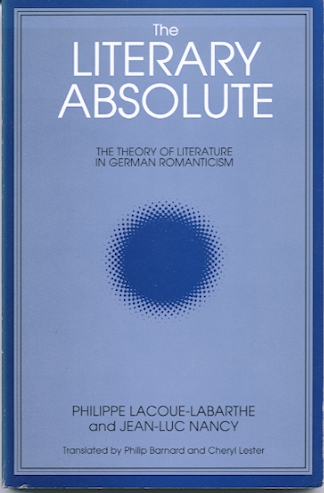 The
LITERARY
ABSOLUTE
THE THEORY OF LITERATURE
IN GERMAN ROMANTICISM
PHILIPPE LACOUE-LABARTHE
and JEAN-LUC NANCY
Translated by Philip Barnard and Cheryl Lester